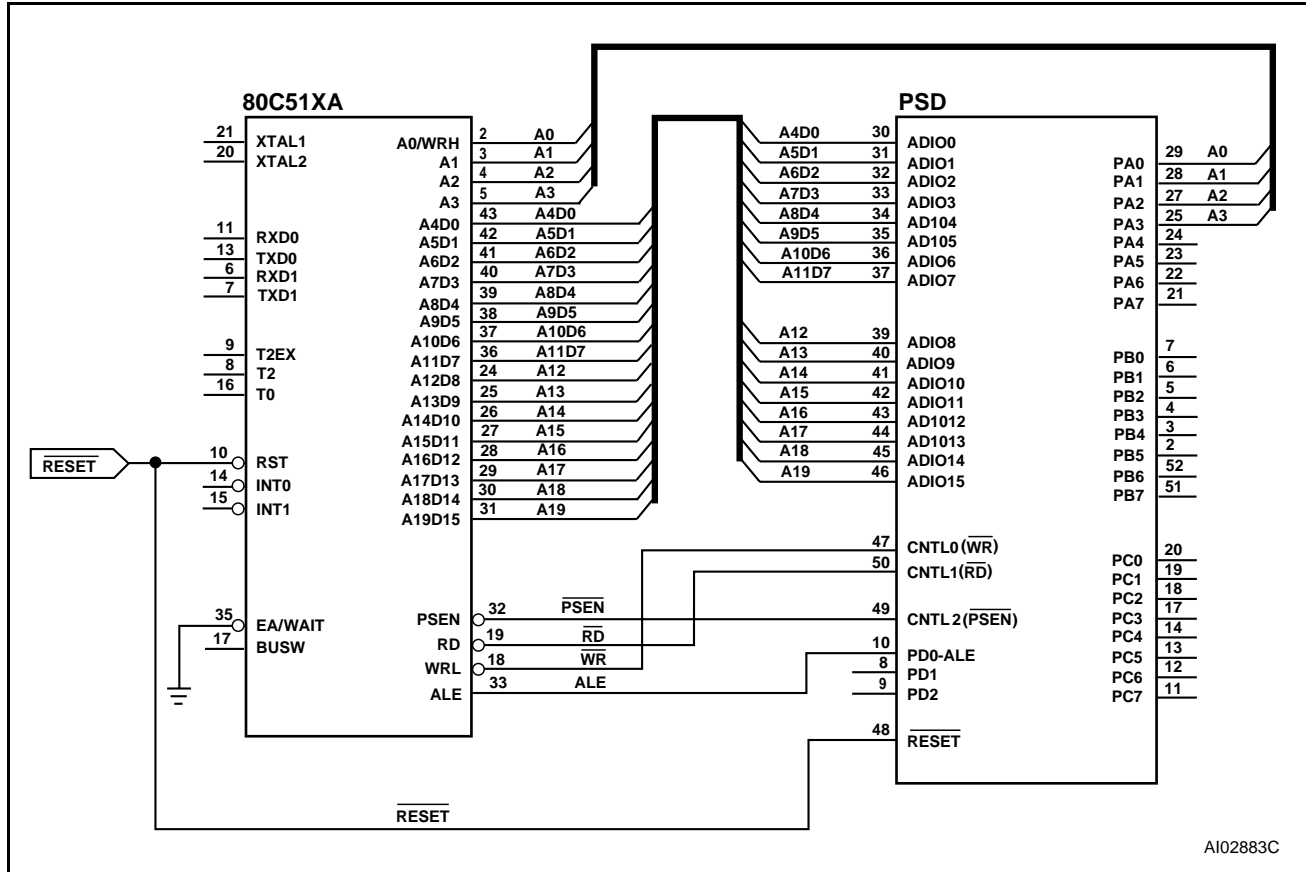 80C51XA
PSD
21 XTAL1
20 XTAL2
11 RXD0
13 TXD0
6 RXD1
7 TXD1
9 T2EX
8 T2
16 T0
RESET
10 RST
14 INT0
15 INT1
35 EA/WAIT
17 BUSW
A0/WRH 2 A0
A1 3 A1
A2 4 A2
A3 5 A3
A4D0 43 A4D0
A5D1 42 A5D1
A6D2 41 A6D2
A7D3 40 A7D3
A8D4 39 A8D4
A9D5 38 A9D5
A10D6 37 A10D6
A11D7 36 A11D7
A12D8 24 A12
A13D9 25 A13
A14D10 26 A14
A15D11 27 A15
A16D12 28 A16
A17D13 29 A17
A18D14 30 A18
A19D15 31 A19
PSEN 32 PSEN
RD 19 RD
WRL 18 WR
ALE 33 ALE
A4D0 30 ADIO0
A5D1 31 ADIO1
A6D2 32 ADIO2
A7D3 33 ADIO3
A8D4 34 AD104
A9D5 35 AD105
A10D6 36 ADIO6
A11D7 37 ADIO7
A12 39 ADIO8
A13 40 ADIO9
A14 41 ADIO10
A15 42 ADIO11
A16 43 AD1012
A17 44 AD1013
A18 45 ADIO14
A19 46 ADIO15
47 CNTL0(WR)
50 CNTL1(RD)
49 CNTL 2(PSEN)
10 PD0-ALE
8 PD1
9 PD2
48 RESET
PA0 29 A0
PA1 28 A1
PA2 27 A2
PA3 25 A3
PA4 24
PA5 23
PA6 22
PA7 21
PB0 7
PB1 6
PB2 5
PB3 4
PB4 3
PB5 2
PB6 52
PB7 51
PC0 20
PC1 19
PC2 18
PC3 17
PC4 14
PC5 13
PC6 12
PC7 11
RESET
AI02883C